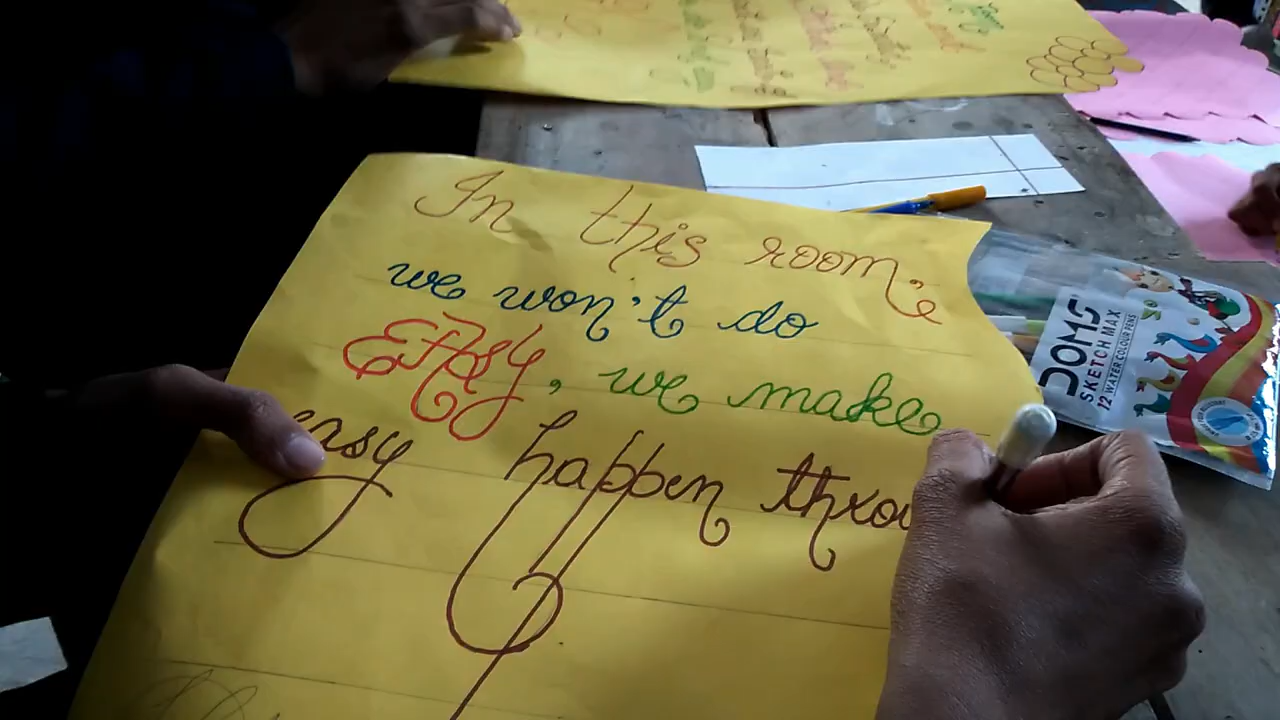 In this room,
we won't do
EASY, we make
easy happen throu
DOMS
SKETCH MAX
12 WATER COLOUR PENS